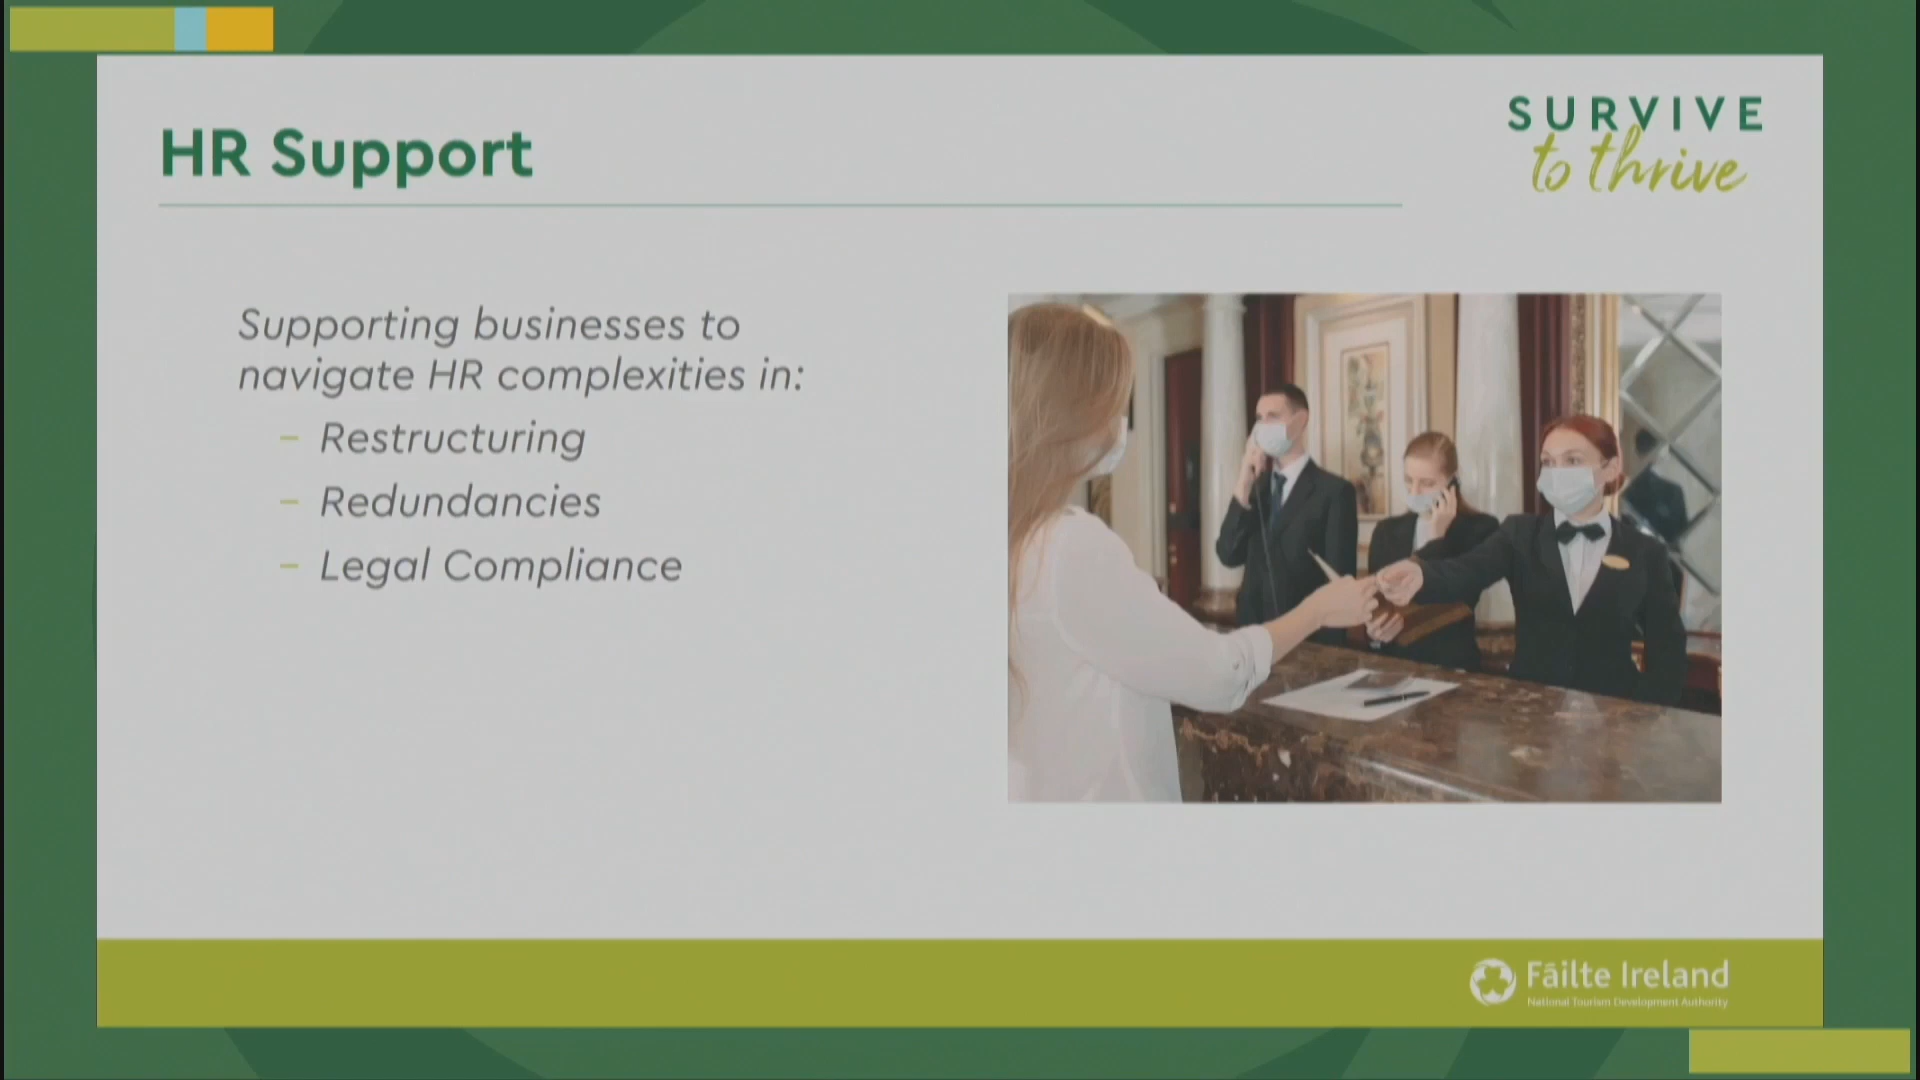 HR Support
SURVIVE
to thrive
Supporting businesses to
navigate HR complexities in:
– Restructuring
– Redundancies
– Legal Compliance
Fáilte Ireland
National Tourism Development Authority